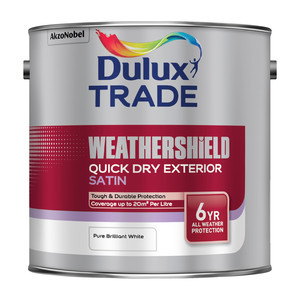 AkzoNobel
Dulux
TRADE
WEATHERSHIELD
QUICK DRY EXTERIOR
SATIN
Tough & Durable Protection
Coverage up to 20m² Per Litre
6YR
ALL WEATHER
PROTECTION
Pure Brilliant White